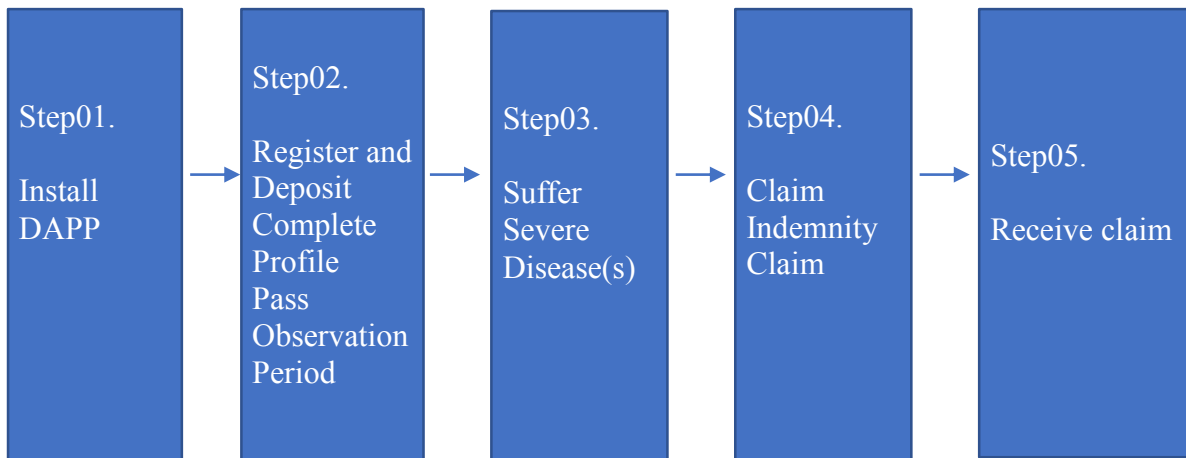 Step01.
Install
DAPP
Step02.
Register and
Deposit
Complete
Profile
Pass
Observation
Period
Step03.
Suffer
Severe
Disease(s)
Step04.
Claim
Indemnity
Claim
Step05.
Receive claim